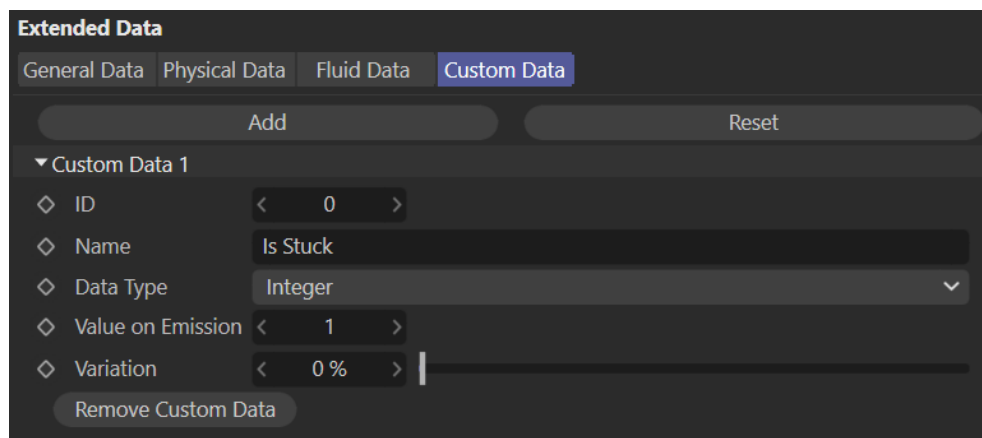 Extended Data
General Data Physical Data Fluid Data Custom Data
Add Reset
Custom Data 1
ID 0
Name Is Stuck
Data Type Integer
Value on Emission 1
Variation 0 %
Remove Custom Data